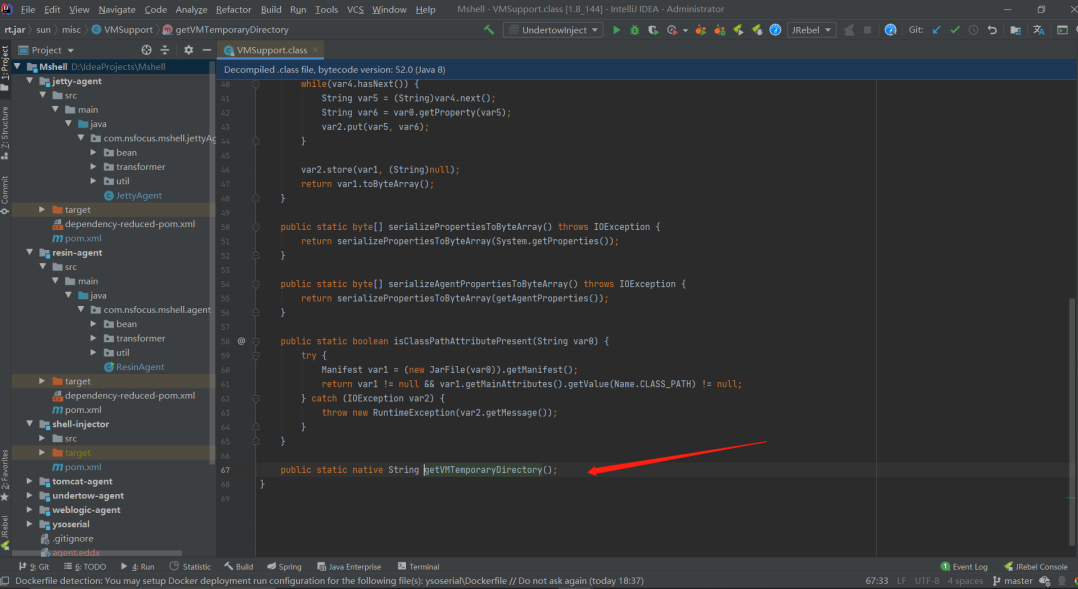 File Edit View Navigate Code Analyze Refactor Build Run Tools VCS Window Help Mshell - VMSupport.class [1.8_144] - IntelliJ IDEA - Administrator
rt.jar sun misc VMSupport getVMTemporaryDirectory UndertowInject JRebel Git:
Project VMSupport.class
Decompiled .class file, bytecode version: 52.0 (Java 8)
1: Project
Z: Structure
Commit
2: Favorites
JRebel
Mshell D:\IdeaProjects\Mshell
jetty-agent
src
main
java
com.nsfocus.mshell.jettyAg
bean
transformer
util
JettyAgent
target
dependency-reduced-pom.xml
pom.xml
resin-agent
src
main
java
com.nsfocus.mshell.agent
bean
transformer
util
ResinAgent
target
dependency-reduced-pom.xml
pom.xml
shell-injector
src
target
pom.xml
tomcat-agent
undertow-agent
weblogic-agent
ysoserial
.gitignore
agent.eddx
40 while(var4.hasNext()) {
41 String var5 = (String)var4.next();
42 String var6 = var0.getProperty(var5);
43 var2.put(var5, var6);
44 }
45
46 var2.store(var1, (String)null);
47 return var1.toByteArray();
48 }
49
50 public static byte[] serializePropertiesToByteArray() throws IOException {
51 return serializePropertiesToByteArray(System.getProperties());
52 }
53
54 public static byte[] serializeAgentPropertiesToByteArray() throws IOException {
55 return serializePropertiesToByteArray(getAgentProperties());
56 }
57
58 @ public static boolean isClassPathAttributePresent(String var0) {
59 try {
60 Manifest var1 = (new JarFile(var0)).getManifest();
61 return var1 != null && var1.getMainAttributes().getValue(Name.CLASS_PATH) != null;
62 } catch (IOException var2) {
63 throw new RuntimeException(var2.getMessage());
64 }
65 }
66
67 public static native String getVMTemporaryDirectory();
68 }
69
9: Git 6: TODO 4: Run Statistic Build Spring Java Enterprise Terminal 1 Event Log JRebel Console
Dockerfile detection: You may setup Docker deployment run configuration for the following file(s): ysoserial\Dockerfile // Do not ask again (today 18:37) 67:33 LF UTF-8 4 spaces master